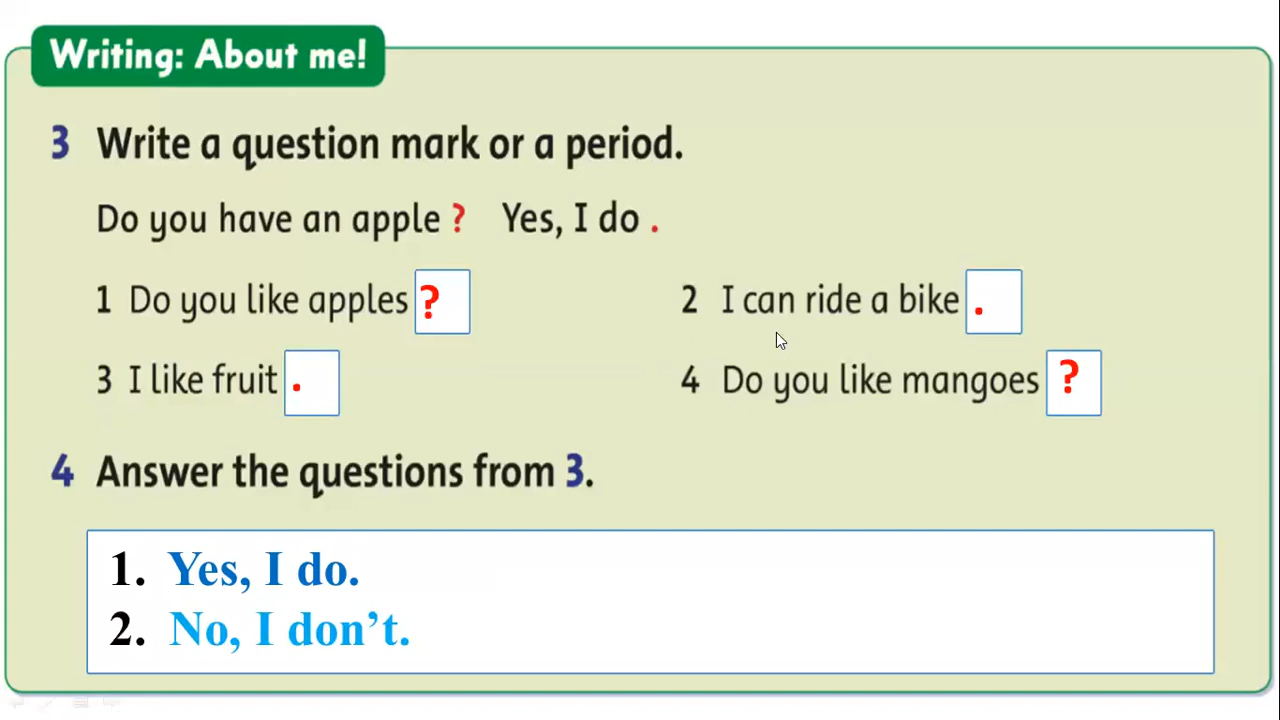 Writing: About me!
3 Write a question mark or a period.
Do you have an apple ? Yes, I do .
1 Do you like apples ?
2 I can ride a bike .
3 I like fruit .
4 Do you like mangoes ?
4 Answer the questions from 3.
1. Yes, I do.
2. No, I don’t.